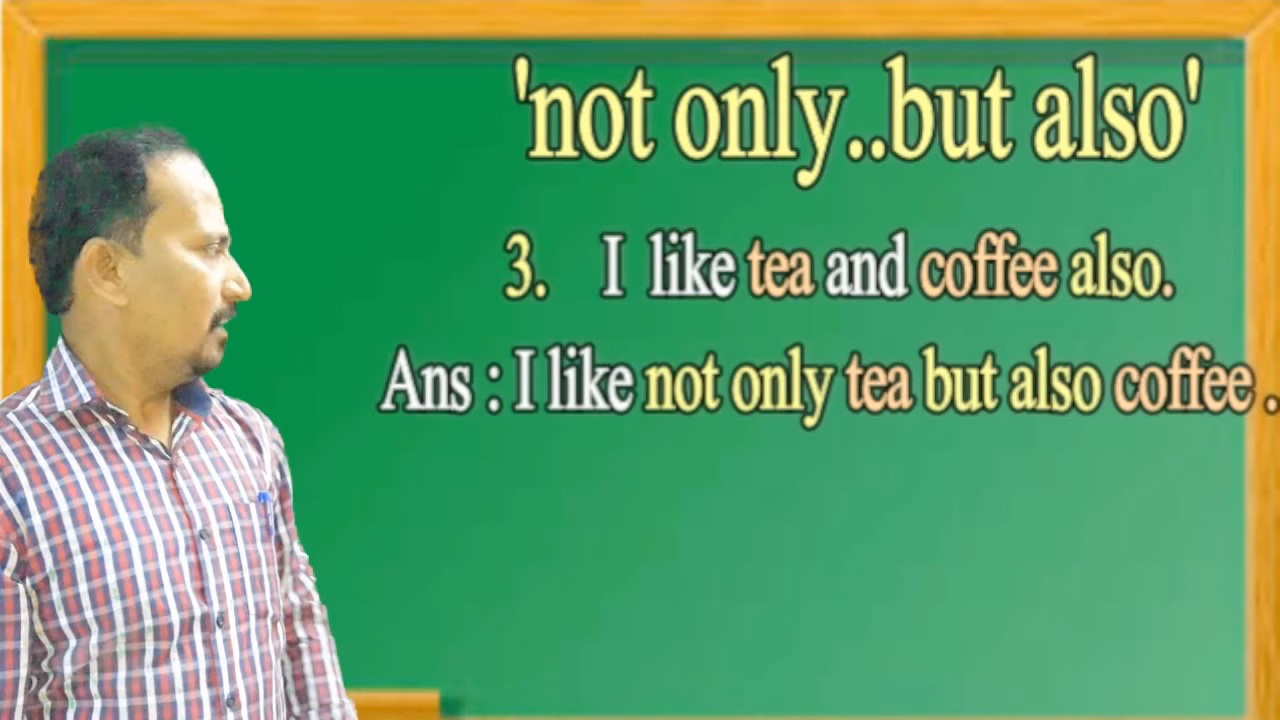 'not only..but also'
3. I like tea and coffee also.
Ans : I like not only tea but also coffee .